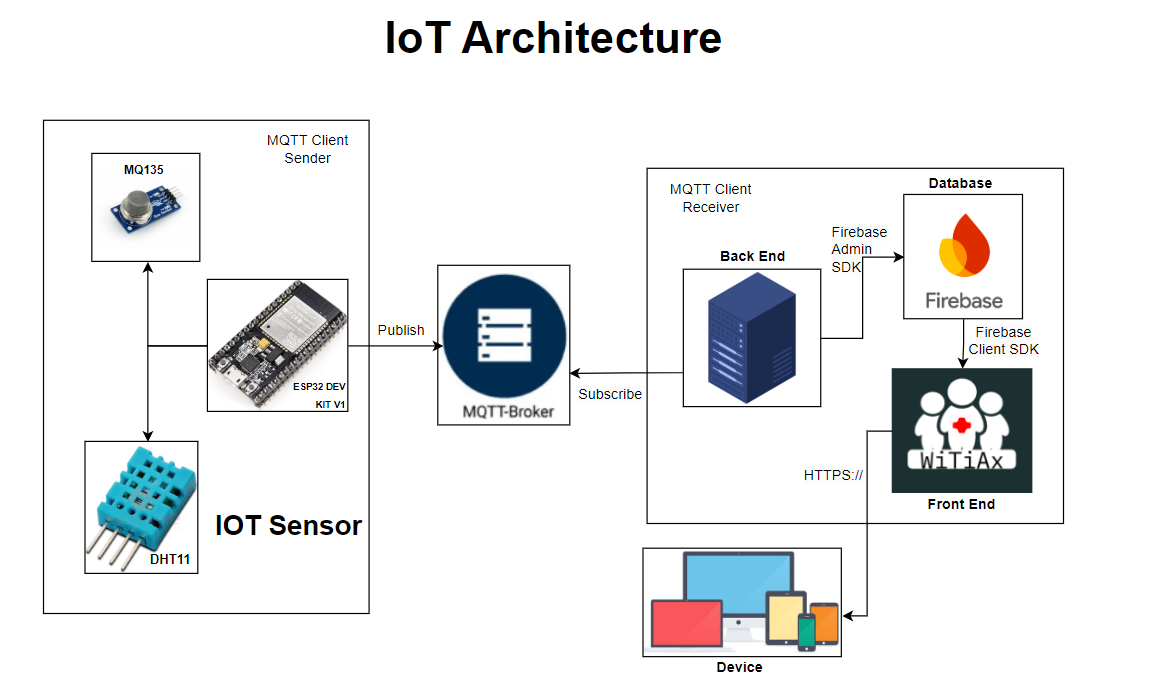 IoT Architecture
MQTT Client
Sender
MQ135
ESP32 DEV
KIT V1
DHT11
IOT Sensor
Publish
MQTT-Broker
Subscribe
MQTT Client
Receiver
Back End
Firebase
Admin
SDK
Database
Firebase
Firebase
Client SDK
WiTiAx
Front End
HTTPS://
Device